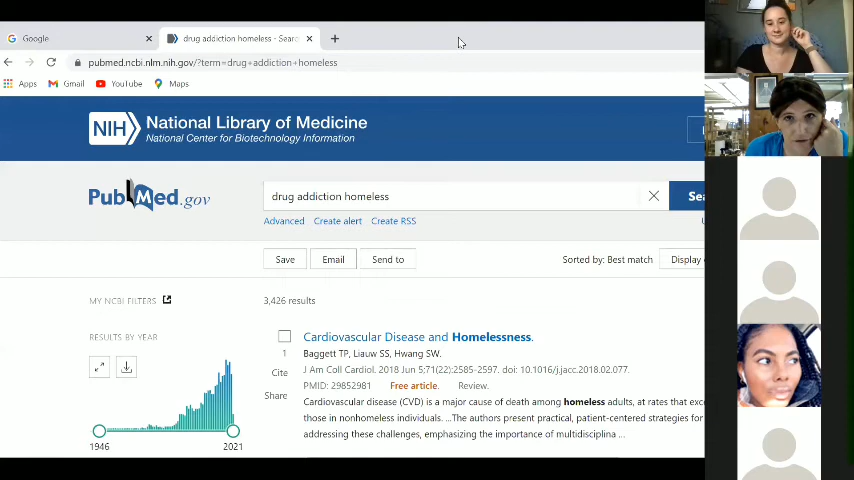 Google
drug addiction homeless - Searc
pubmed.ncbi.nlm.nih.gov/?term=drug+addiction+homeless
Apps Gmail YouTube Maps
NIH National Library of Medicine
National Center for Biotechnology Information
PubMed.gov
drug addiction homeless
Sea
Advanced Create alert Create RSS
Save Email Send to Sorted by: Best match Display
MY NCBI FILTERS
3,426 results
RESULTS BY YEAR
1946 2021
Cardiovascular Disease and Homelessness.
1
Baggett TP, Liauw SS, Hwang SW.
Cite
J Am Coll Cardiol. 2018 Jun 5;71(22):2585-2597. doi: 10.1016/j.jacc.2018.02.077.
PMID: 29852981 Free article. Review.
Share
Cardiovascular disease (CVD) is a major cause of death among homeless adults, at rates that exce
those in nonhomeless individuals. ...The authors present practical, patient-centered strategies for
addressing these challenges, emphasizing the importance of multidisciplina ...